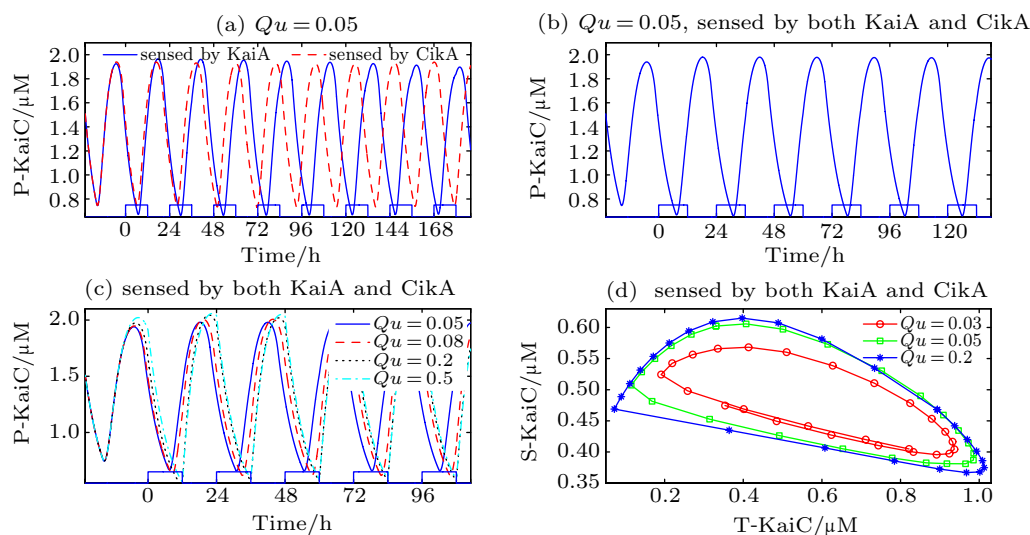 (a) Qu = 0.05
(b) Qu = 0.05, sensed by both KaiA and CikA
2.0
1.8
1.6
1.4
1.2
1.0
0.8
P-KaiC/μM
sensed by KaiA
sensed by CikA
0 24 48 72 96 120 144 168
Time/h
2.0
1.8
1.6
1.4
1.2
1.0
0.8
P-KaiC/μM
0 24 48 72 96 120
Time/h
(c) sensed by both KaiA and CikA
(d) sensed by both KaiA and CikA
2.0
1.5
1.0
P-KaiC/μM
Qu = 0.05
Qu = 0.08
Qu = 0.2
Qu = 0.5
0 24 48 72 96
Time/h
0.60
0.55
0.50
0.45
0.40
0.35
S-KaiC/μM
Qu = 0.03
Qu = 0.05
Qu = 0.2
0.2 0.4 0.6 0.8 1.0
T-KaiC/μM